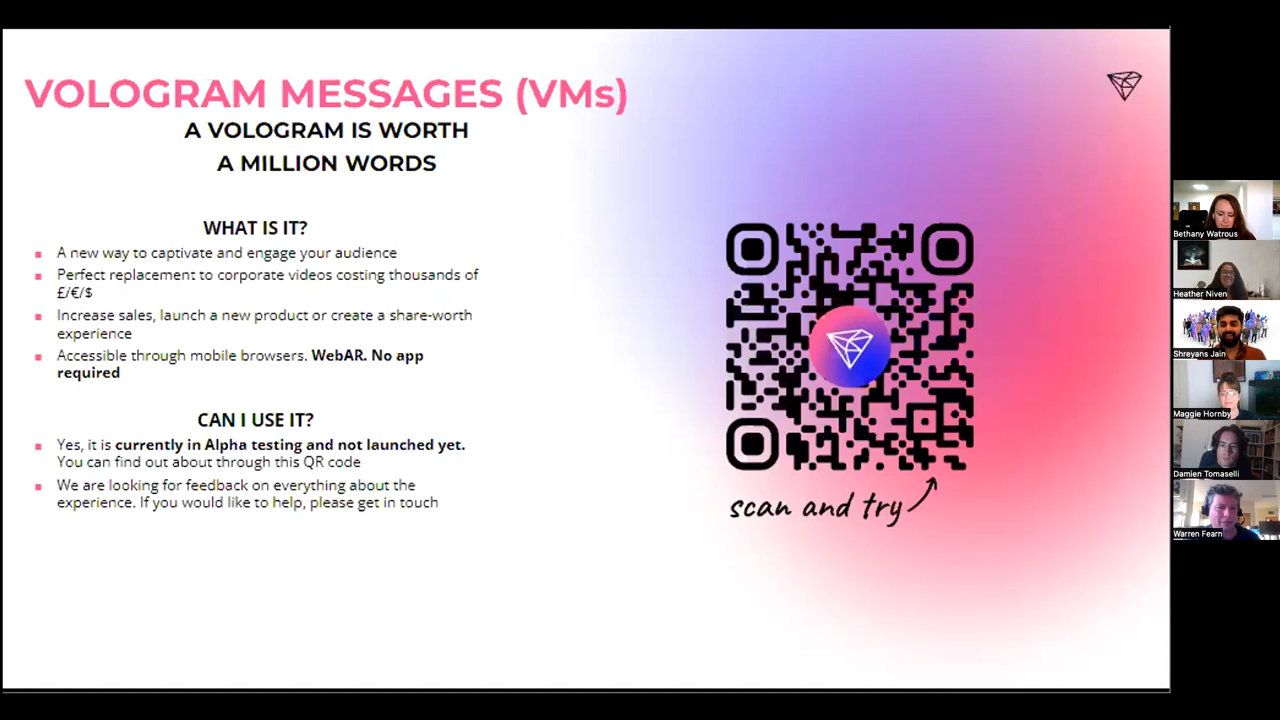 VOLOGRAM MESSAGES (VMs)
A VOLOGRAM IS WORTH
A MILLION WORDS
WHAT IS IT?
A new way to captivate and engage your audience
Perfect replacement to corporate videos costing thousands of
£/€/$
Increase sales, launch a new product or create a share-worth
experience
Accessible through mobile browsers. WebAR. No app
required
CAN I USE IT?
Yes, it is currently in Alpha testing and not launched yet.
You can find out about through this QR code
We are looking for feedback on everything about the
experience. If you would like to help, please get in touch
scan and try
Bethany Watrous
Heather Niven
Shreyans Jain
Maggie Hornby
Damien Tomaselli
Warren Fearn